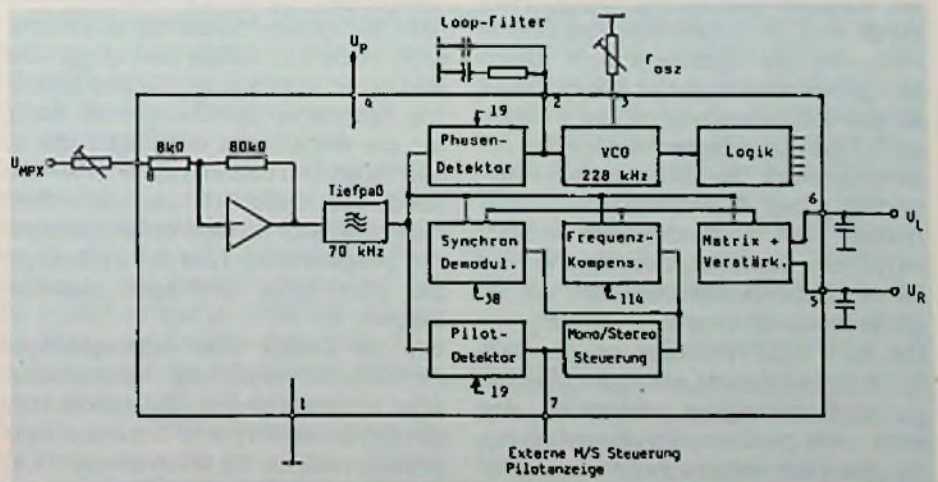 Loop-Filter
U_P
r_osz
4
19
2
3
U_MPX
8kΩ
80kΩ
8
Phasen-
Detektor
VCO
228 kHz
Logik
Tiefpaß
70 kHz
6
U_L
Synchron
Demodul.
Frequenz-
Kompens.
Matrix +
Verstärk.
38
114
5
U_R
Pilot-
Detektor
Mono/Stereo
Steuerung
19
1
7
Externe M/S Steuerung
Pilotanzeige